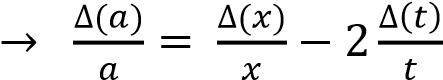 → Δ(a)/a = Δ(x)/x − 2 Δ(t)/t